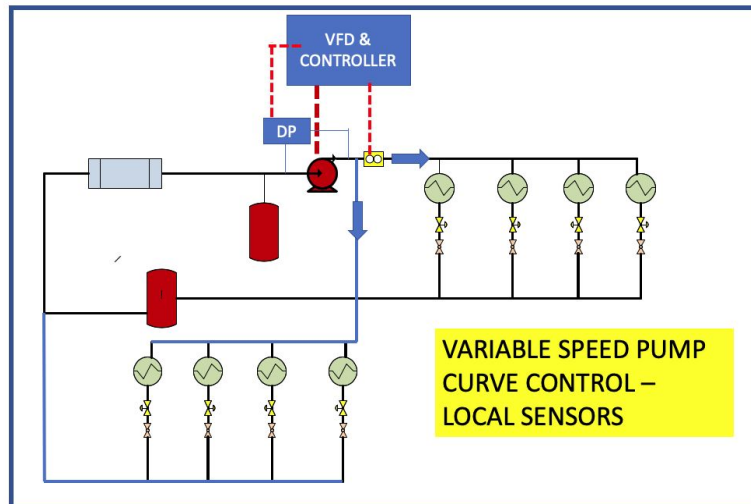 VFD &
CONTROLLER
DP
VARIABLE SPEED PUMP
CURVE CONTROL –
LOCAL SENSORS